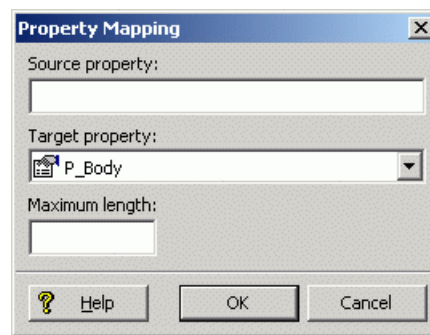 Property Mapping
Source property:
Target property:
P_Body
Maximum length:
Help OK Cancel